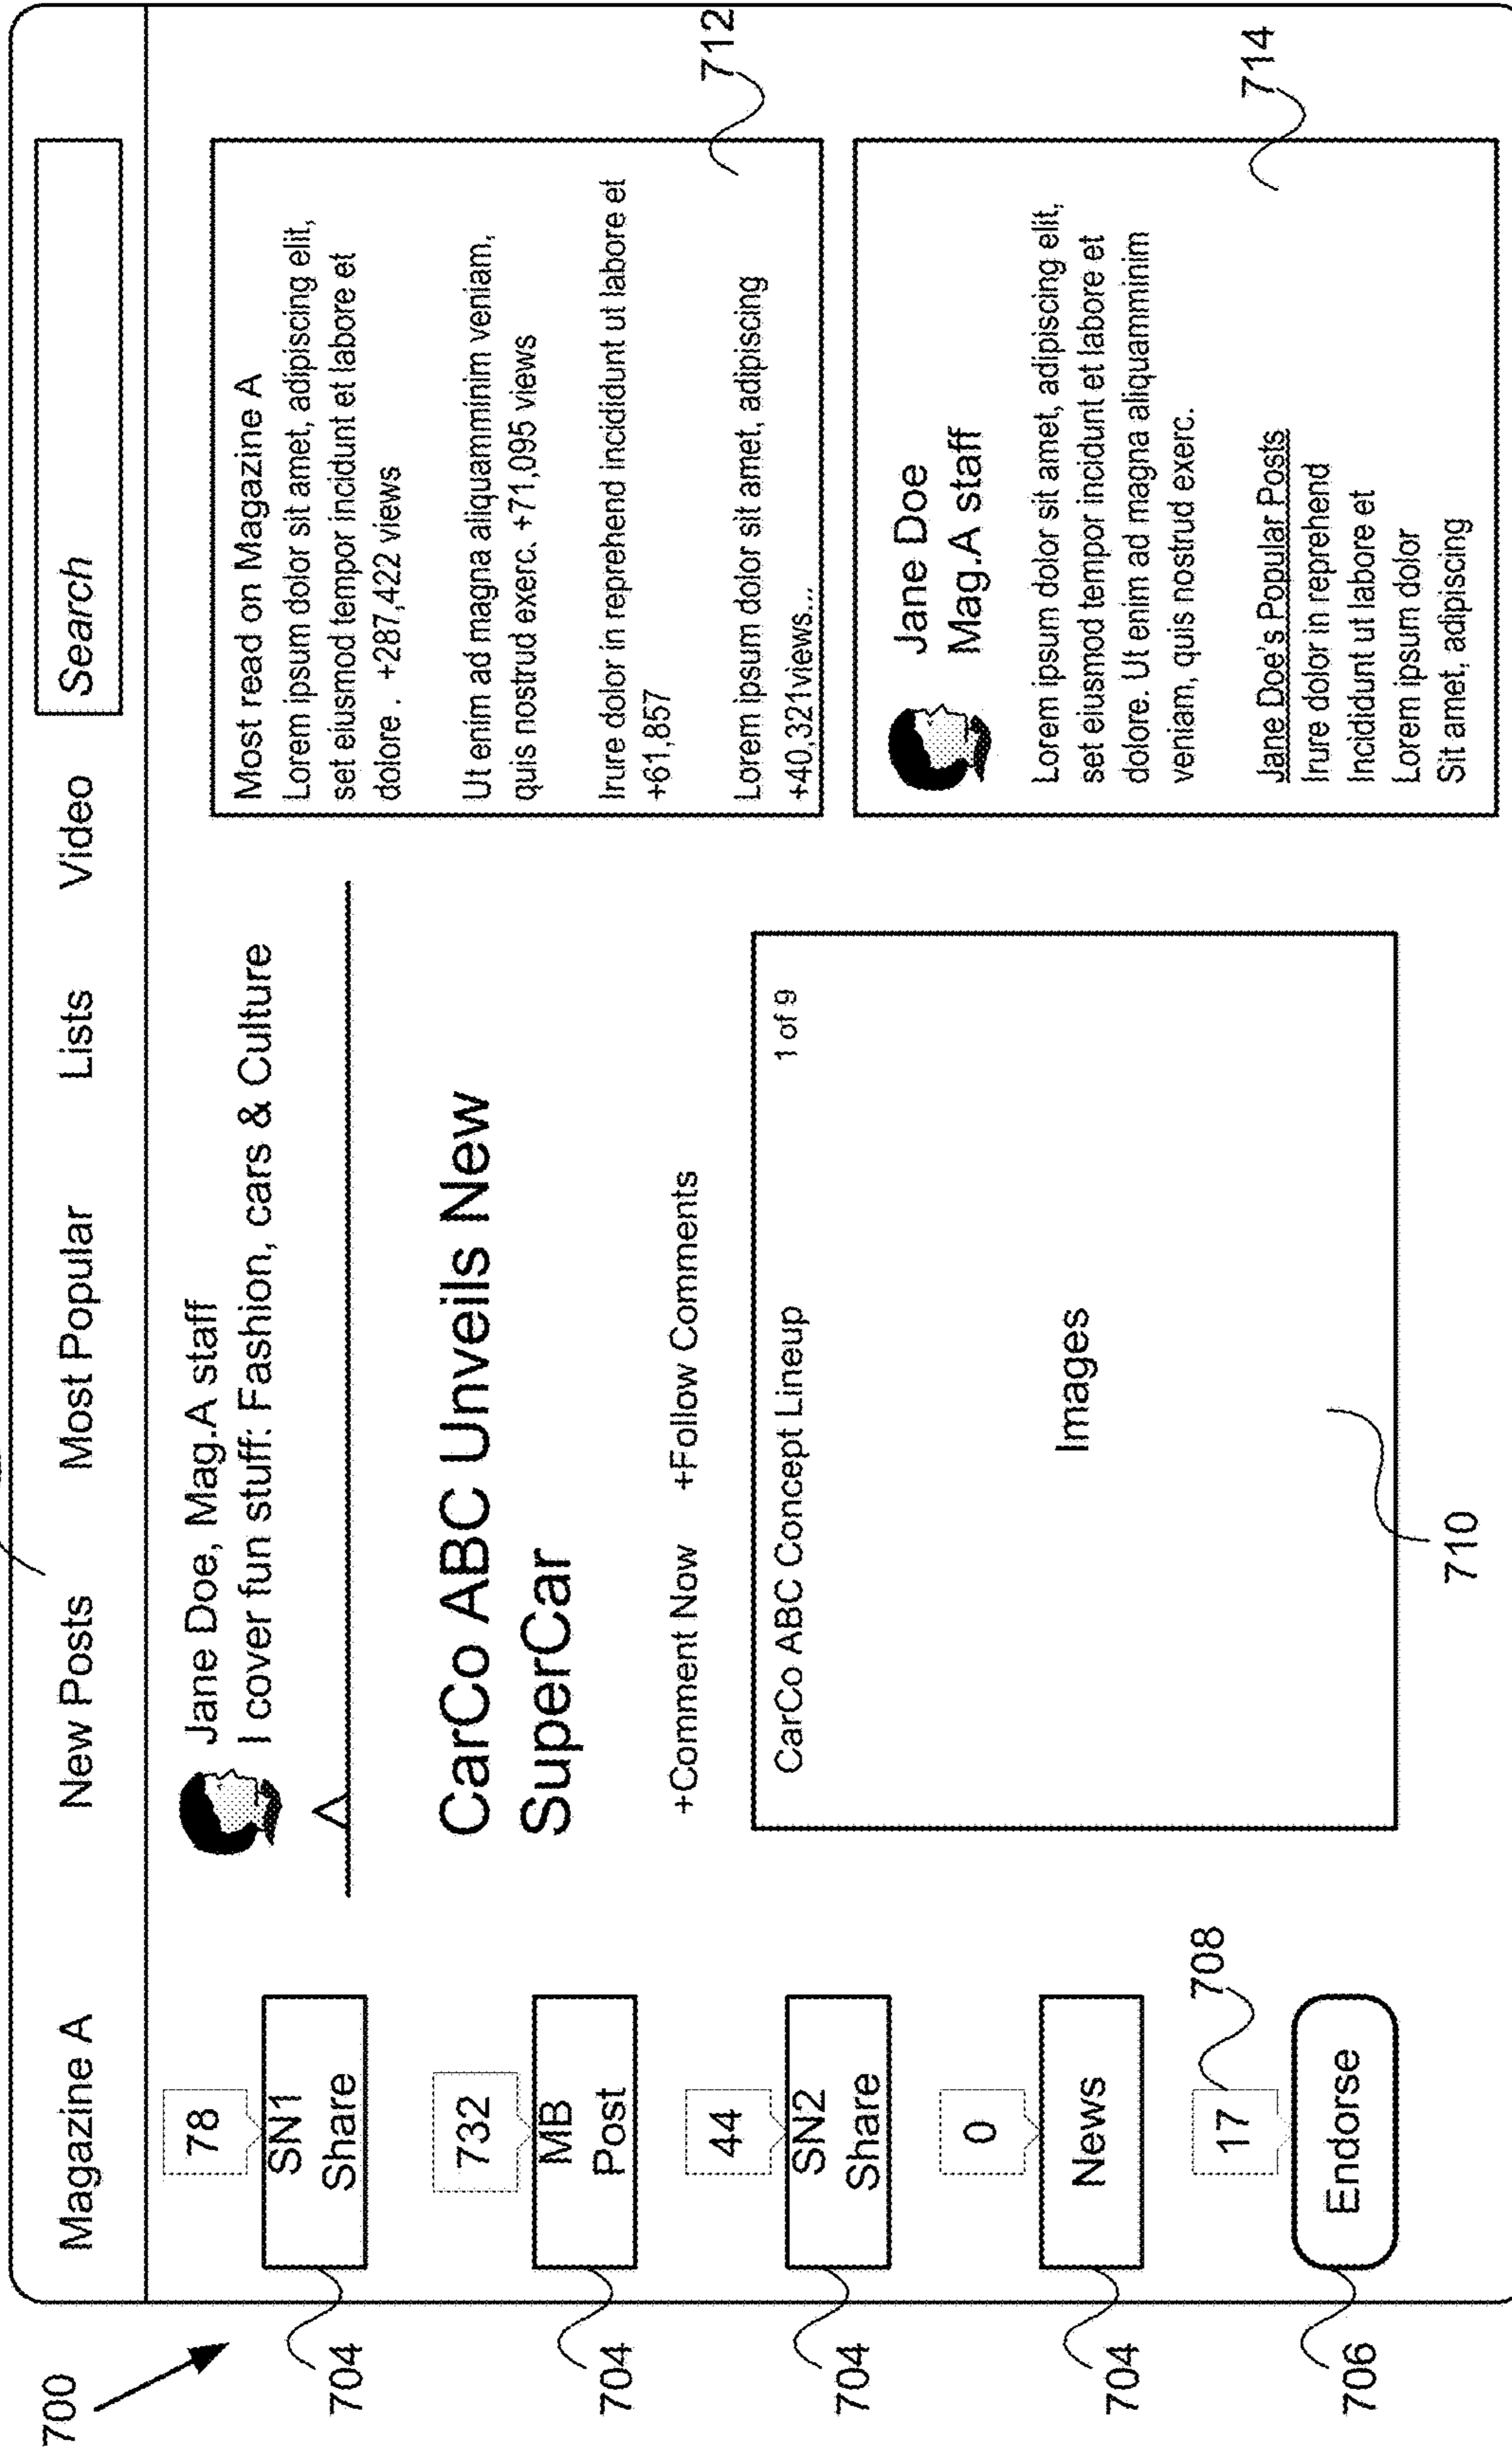 700
Magazine A
New Posts
Most Popular
Lists
Video
Search
78
SN1
Share
704
732
MB
Post
704
44
SN2
Share
704
0
News
704
17
708
Endorse
706
Jane Doe, Mag.A staff
I cover fun stuff: Fashion, cars & Culture
CarCo ABC Unveils New
SuperCar
+Comment Now +Follow Comments
CarCo ABC Concept Lineup
1 of 9
Images
710
Most read on Magazine A
Lorem ipsum dolor sit amet, adipiscing elit,
set eiusmod tempor incidunt et labore et
dolore . +287,422 views
Ut enim ad magna aliquamminim veniam,
quis nostrud exerc. +71,095 views
Irure dolor in reprehend incididunt ut labore et
+61,857
Lorem ipsum dolor sit amet, adipiscing
+40,321views...
712
Jane Doe
Mag.A staff
Lorem ipsum dolor sit amet, adipiscing elit,
set eiusmod tempor incidunt et labore et
dolore. Ut enim ad magna aliquamminim
veniam, quis nostrud exerc.
Jane Doe's Popular Posts
Irure dolor in reprehend
Incididunt ut labore et
Lorem ipsum dolor
Sit amet, adipiscing
714